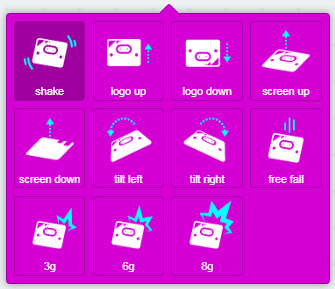 shake
logo up
logo down
screen up
screen down
tilt left
tilt right
free fall
3g
6g
8g